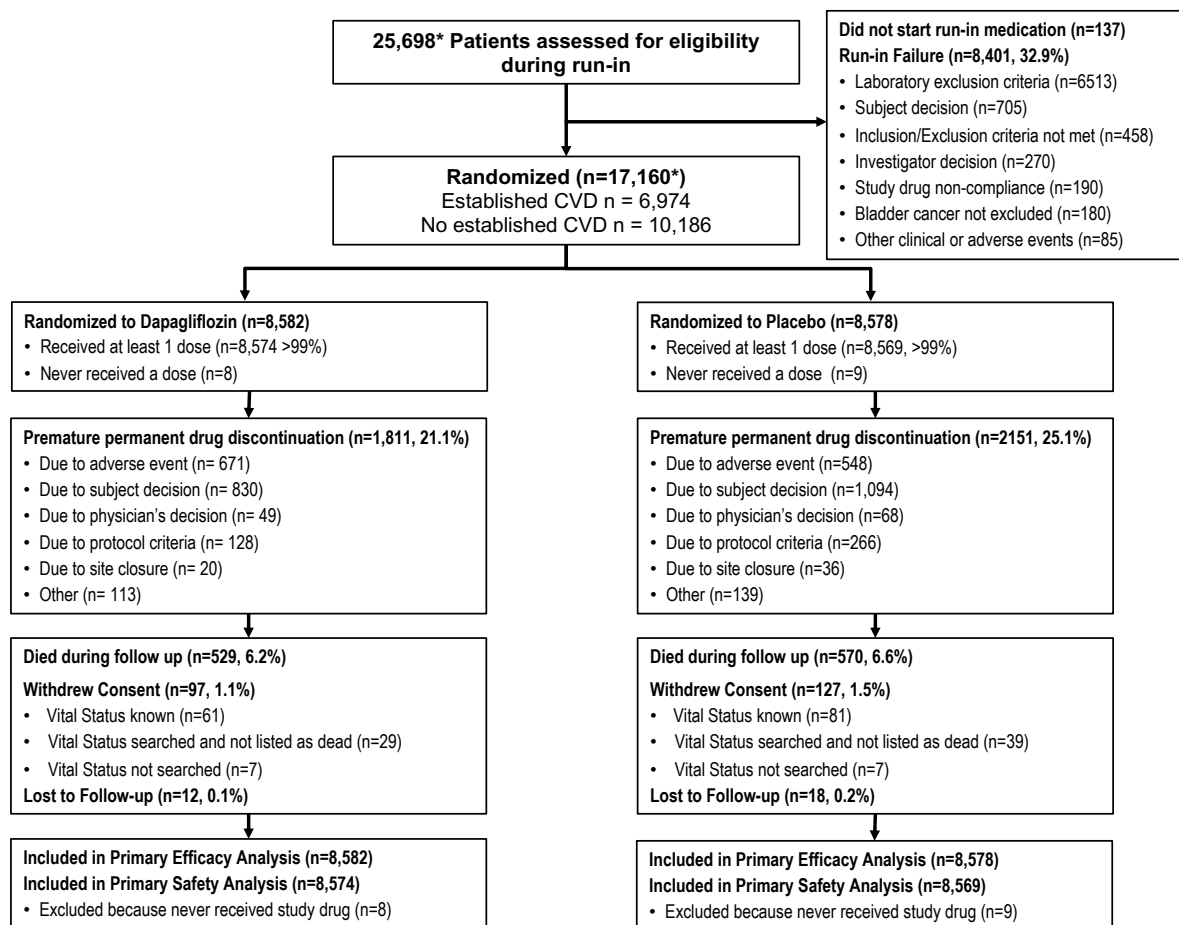 25,698* Patients assessed for eligibility
during run-in
Did not start run-in medication (n=137)
Run-in Failure (n=8,401, 32.9%)
• Laboratory exclusion criteria (n=6513)
• Subject decision (n=705)
• Inclusion/Exclusion criteria not met (n=458)
• Investigator decision (n=270)
• Study drug non-compliance (n=190)
• Bladder cancer not excluded (n=180)
• Other clinical or adverse events (n=85)
Randomized (n=17,160*)
Established CVD n = 6,974
No established CVD n = 10,186
Randomized to Dapagliflozin (n=8,582)
• Received at least 1 dose (n=8,574 >99%)
• Never received a dose (n=8)
Randomized to Placebo (n=8,578)
• Received at least 1 dose (n=8,569, >99%)
• Never received a dose (n=9)
Premature permanent drug discontinuation (n=1,811, 21.1%)
• Due to adverse event (n= 671)
• Due to subject decision (n= 830)
• Due to physician's decision (n= 49)
• Due to protocol criteria (n= 128)
• Due to site closure (n= 20)
• Other (n= 113)
Premature permanent drug discontinuation (n=2151, 25.1%)
• Due to adverse event (n=548)
• Due to subject decision (n=1,094)
• Due to physician's decision (n=68)
• Due to protocol criteria (n=266)
• Due to site closure (n=36)
• Other (n=139)
Died during follow up (n=529, 6.2%)
Withdrew Consent (n=97, 1.1%)
• Vital Status known (n=61)
• Vital Status searched and not listed as dead (n=29)
• Vital Status not searched (n=7)
Lost to Follow-up (n=12, 0.1%)
Died during follow up (n=570, 6.6%)
Withdrew Consent (n=127, 1.5%)
• Vital Status known (n=81)
• Vital Status searched and not listed as dead (n=39)
• Vital Status not searched (n=7)
Lost to Follow-up (n=18, 0.2%)
Included in Primary Efficacy Analysis (n=8,582)
Included in Primary Safety Analysis (n=8,574)
• Excluded because never received study drug (n=8)
Included in Primary Efficacy Analysis (n=8,578)
Included in Primary Safety Analysis (n=8,569)
• Excluded because never received study drug (n=9)